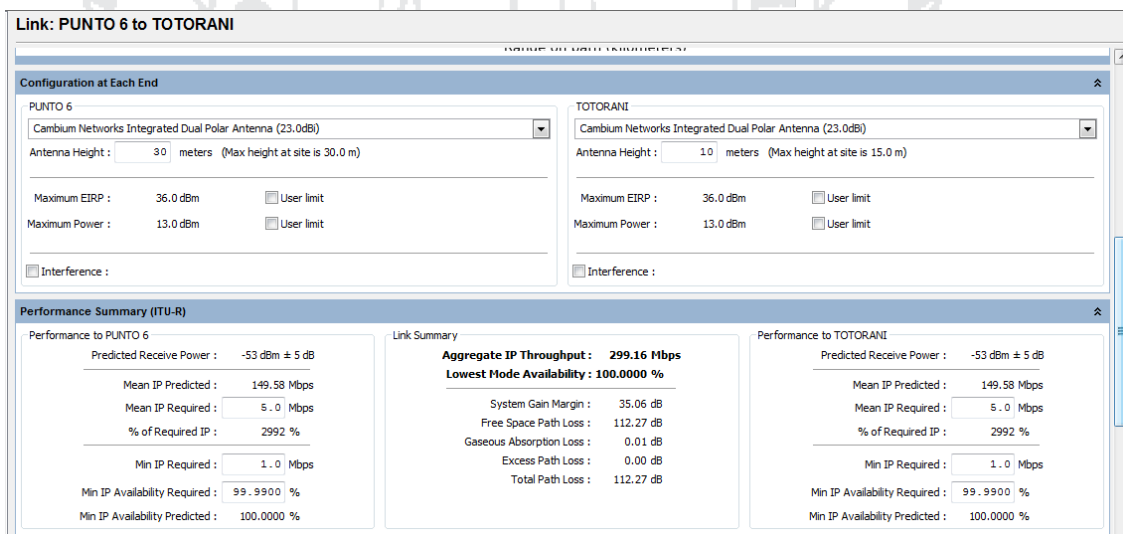 Link: PUNTO 6 to TOTORANI
Range on path (kilometers)
Configuration at Each End
PUNTO 6
Cambium Networks Integrated Dual Polar Antenna (23.0dBi)
Antenna Height : 30 meters (Max height at site is 30.0 m)
Maximum EIRP : 36.0 dBm User limit
Maximum Power : 13.0 dBm User limit
Interference :
TOTORANI
Cambium Networks Integrated Dual Polar Antenna (23.0dBi)
Antenna Height : 10 meters (Max height at site is 15.0 m)
Maximum EIRP : 36.0 dBm User limit
Maximum Power : 13.0 dBm User limit
Interference :
Performance Summary (ITU-R)
Performance to PUNTO 6
Predicted Receive Power : -53 dBm ± 5 dB
Mean IP Predicted : 149.58 Mbps
Mean IP Required : 5.0 Mbps
% of Required IP : 2992 %
Min IP Required : 1.0 Mbps
Min IP Availability Required : 99.9900 %
Min IP Availability Predicted : 100.0000 %
Link Summary
Aggregate IP Throughput : 299.16 Mbps
Lowest Mode Availability : 100.0000 %
System Gain Margin : 35.06 dB
Free Space Path Loss : 112.27 dB
Gaseous Absorption Loss : 0.01 dB
Excess Path Loss : 0.00 dB
Total Path Loss : 112.27 dB
Performance to TOTORANI
Predicted Receive Power : -53 dBm ± 5 dB
Mean IP Predicted : 149.58 Mbps
Mean IP Required : 5.0 Mbps
% of Required IP : 2992 %
Min IP Required : 1.0 Mbps
Min IP Availability Required : 99.9900 %
Min IP Availability Predicted : 100.0000 %